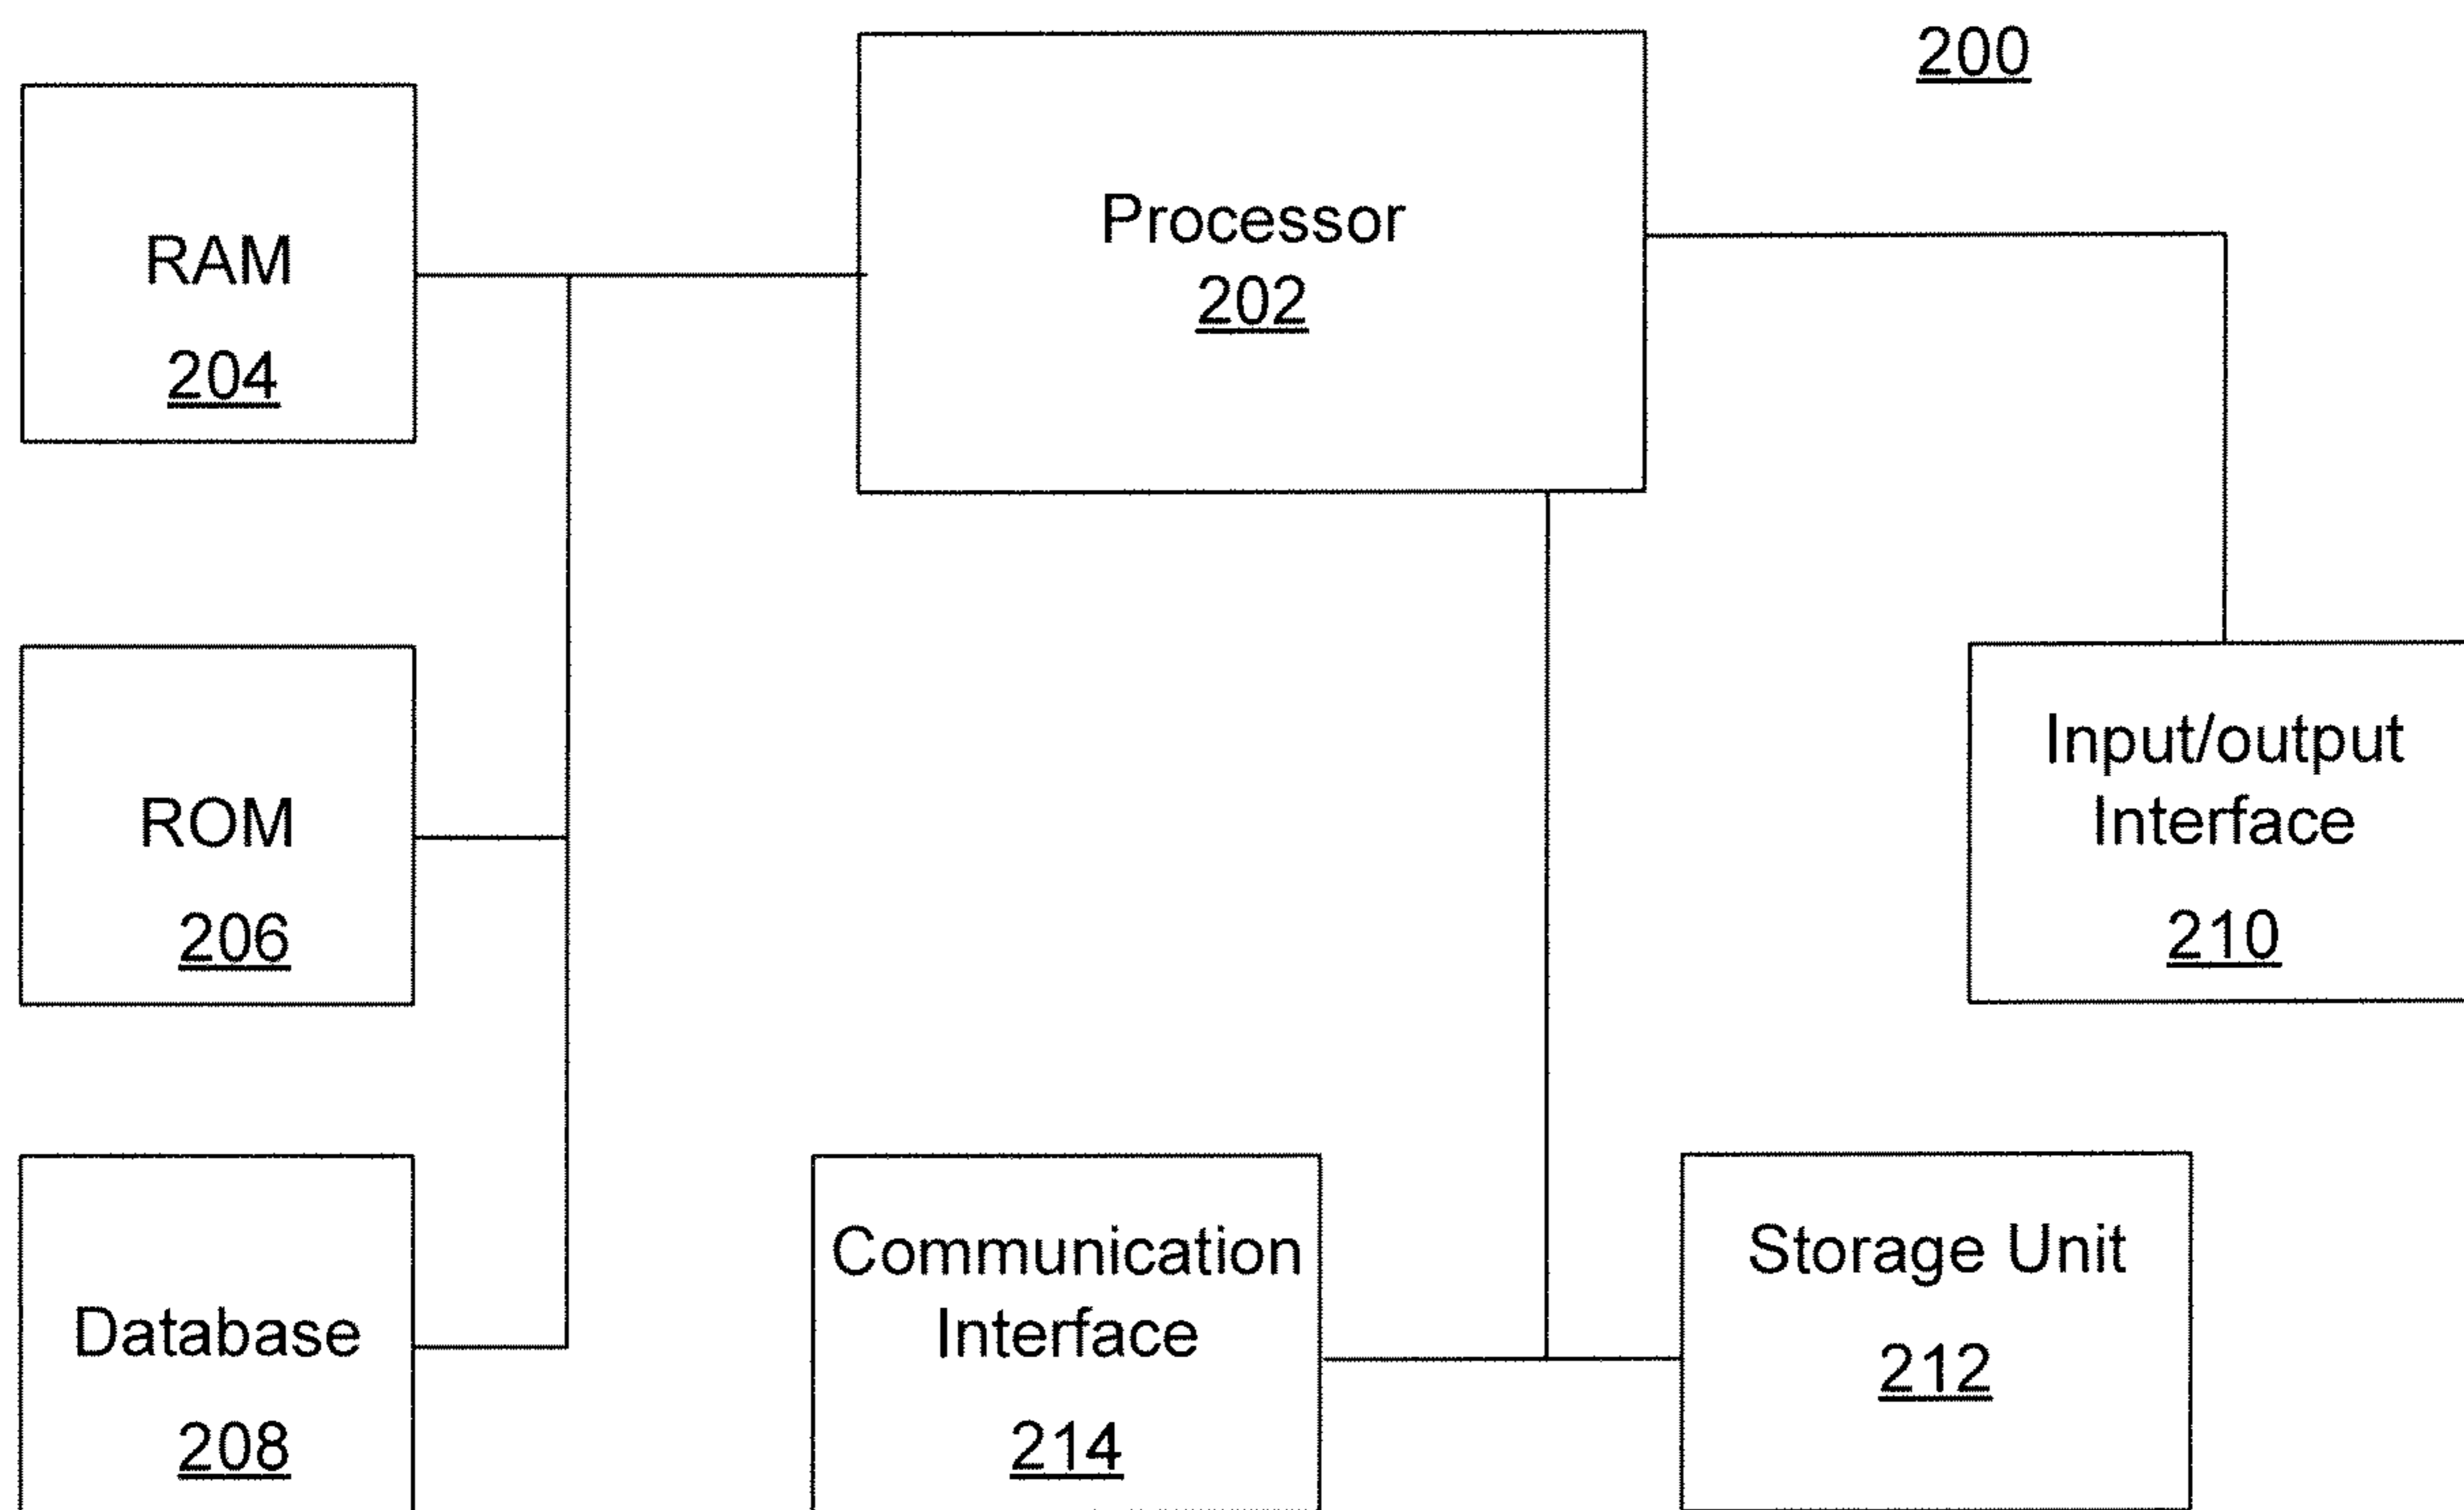 200
Processor
202
RAM
204
ROM
206
Input/output
Interface
210
Database
208
Communication
Interface
214
Storage Unit
212